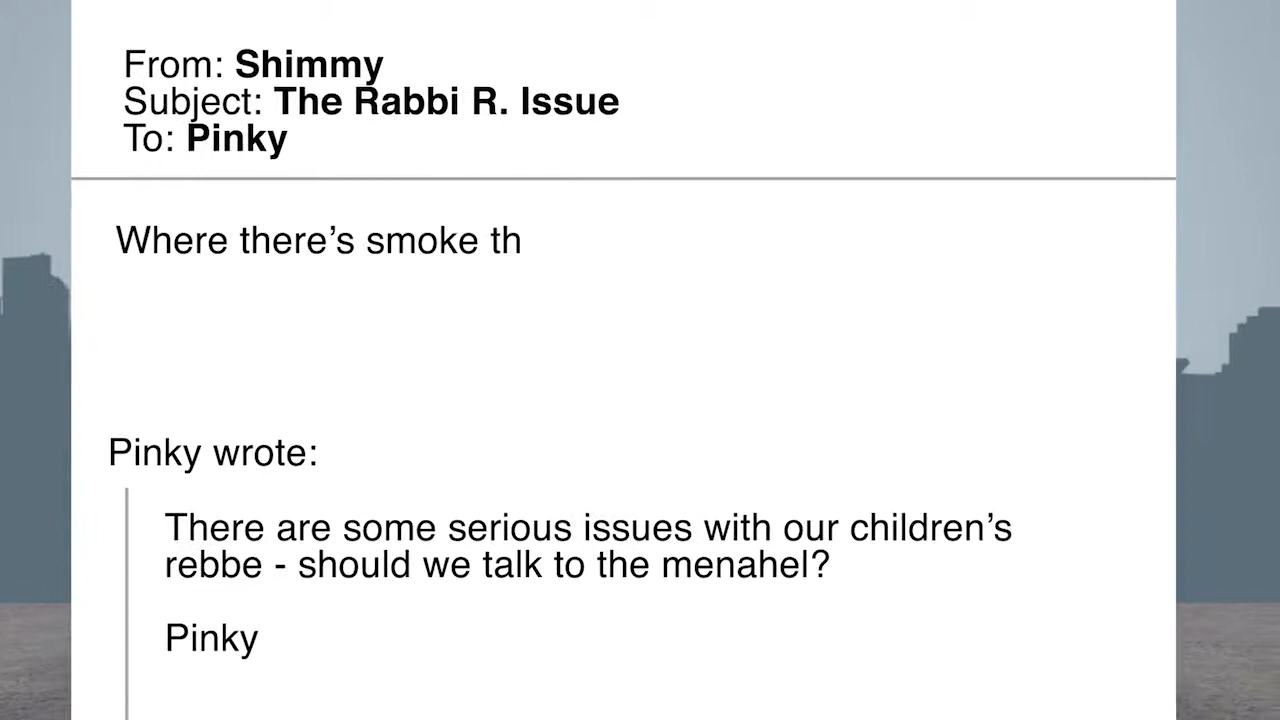 From: Shimmy
Subject: The Rabbi R. Issue
To: Pinky
Where there’s smoke th
Pinky wrote:
There are some serious issues with our children’s
rebbe - should we talk to the menahel?
Pinky